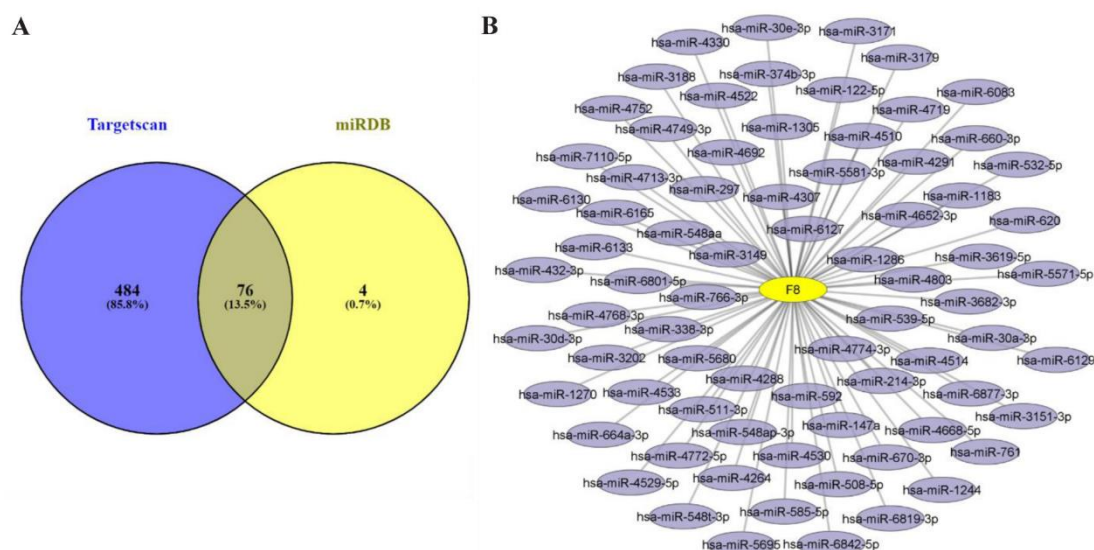 A
B
Targetscan
miRDB
484
(85.8%)
76
(13.5%)
4
(0.7%)
hsa-miR-30e-3p
hsa-miR-3171
hsa-miR-4330
hsa-miR-3179
hsa-miR-3188
hsa-miR-374b-3p
hsa-miR-122-5p
hsa-miR-6083
hsa-miR-4522
hsa-miR-4752
hsa-miR-4719
hsa-miR-4749-3p
hsa-miR-1305
hsa-miR-4510
hsa-miR-660-3p
hsa-miR-7110-5p
hsa-miR-4692
hsa-miR-4291
hsa-miR-532-5p
hsa-miR-4713-3p
hsa-miR-5581-3p
hsa-miR-297
hsa-miR-4307
hsa-miR-1183
hsa-miR-6130
hsa-miR-6165
hsa-miR-4652-3p
hsa-miR-620
hsa-miR-548aa
hsa-miR-6127
hsa-miR-6133
hsa-miR-3149
hsa-miR-1286
hsa-miR-3619-5p
hsa-miR-432-3p
hsa-miR-6801-5p
hsa-miR-4803
hsa-miR-5571-5p
F8
hsa-miR-766-3p
hsa-miR-3682-3p
hsa-miR-4768-3p
hsa-miR-539-5p
hsa-miR-30d-3p
hsa-miR-338-3p
hsa-miR-30a-3p
hsa-miR-3202
hsa-miR-5680
hsa-miR-4774-3p
hsa-miR-4514
hsa-miR-6129
hsa-miR-4288
hsa-miR-214-3p
hsa-miR-1270
hsa-miR-4533
hsa-miR-592
hsa-miR-6877-3p
hsa-miR-511-3p
hsa-miR-3151-3p
hsa-miR-147a
hsa-miR-664a-3p
hsa-miR-548ap-3p
hsa-miR-4668-5p
hsa-miR-761
hsa-miR-4772-5p
hsa-miR-4530
hsa-miR-670-3p
hsa-miR-4529-5p
hsa-miR-4264
hsa-miR-508-5p
hsa-miR-1244
hsa-miR-548t-3p
hsa-miR-585-5p
hsa-miR-6819-3p
hsa-miR-5695
hsa-miR-6842-5p